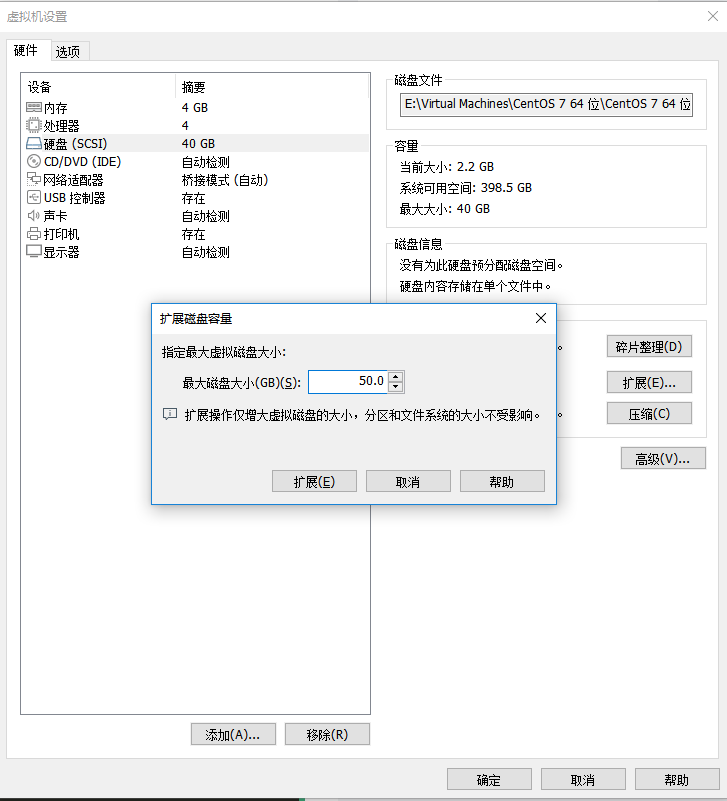 虚拟机设置
硬件 选项
设备 摘要
内存 4 GB
处理器 4
硬盘 (SCSI) 40 GB
CD/DVD (IDE) 自动检测
网络适配器 桥接模式 (自动)
USB 控制器 存在
声卡 自动检测
打印机 存在
显示器 自动检测
添加(A)... 移除(R)
磁盘文件
E:\Virtual Machines\CentOS 7 64 位\CentOS 7 64 位
容量
当前大小: 2.2 GB
系统可用空间: 398.5 GB
最大大小: 40 GB
磁盘信息
没有为此硬盘预分配磁盘空间。
硬盘内容存储在单个文件中。
碎片整理(D)
扩展(E)...
压缩(C)
高级(V)...
扩展磁盘容量
指定最大虚拟磁盘大小:
最大磁盘大小(GB)(S): 50.0
扩展操作仅增大虚拟磁盘的大小，分区和文件系统的大小不受影响。
扩展(E) 取消 帮助
确定 取消 帮助